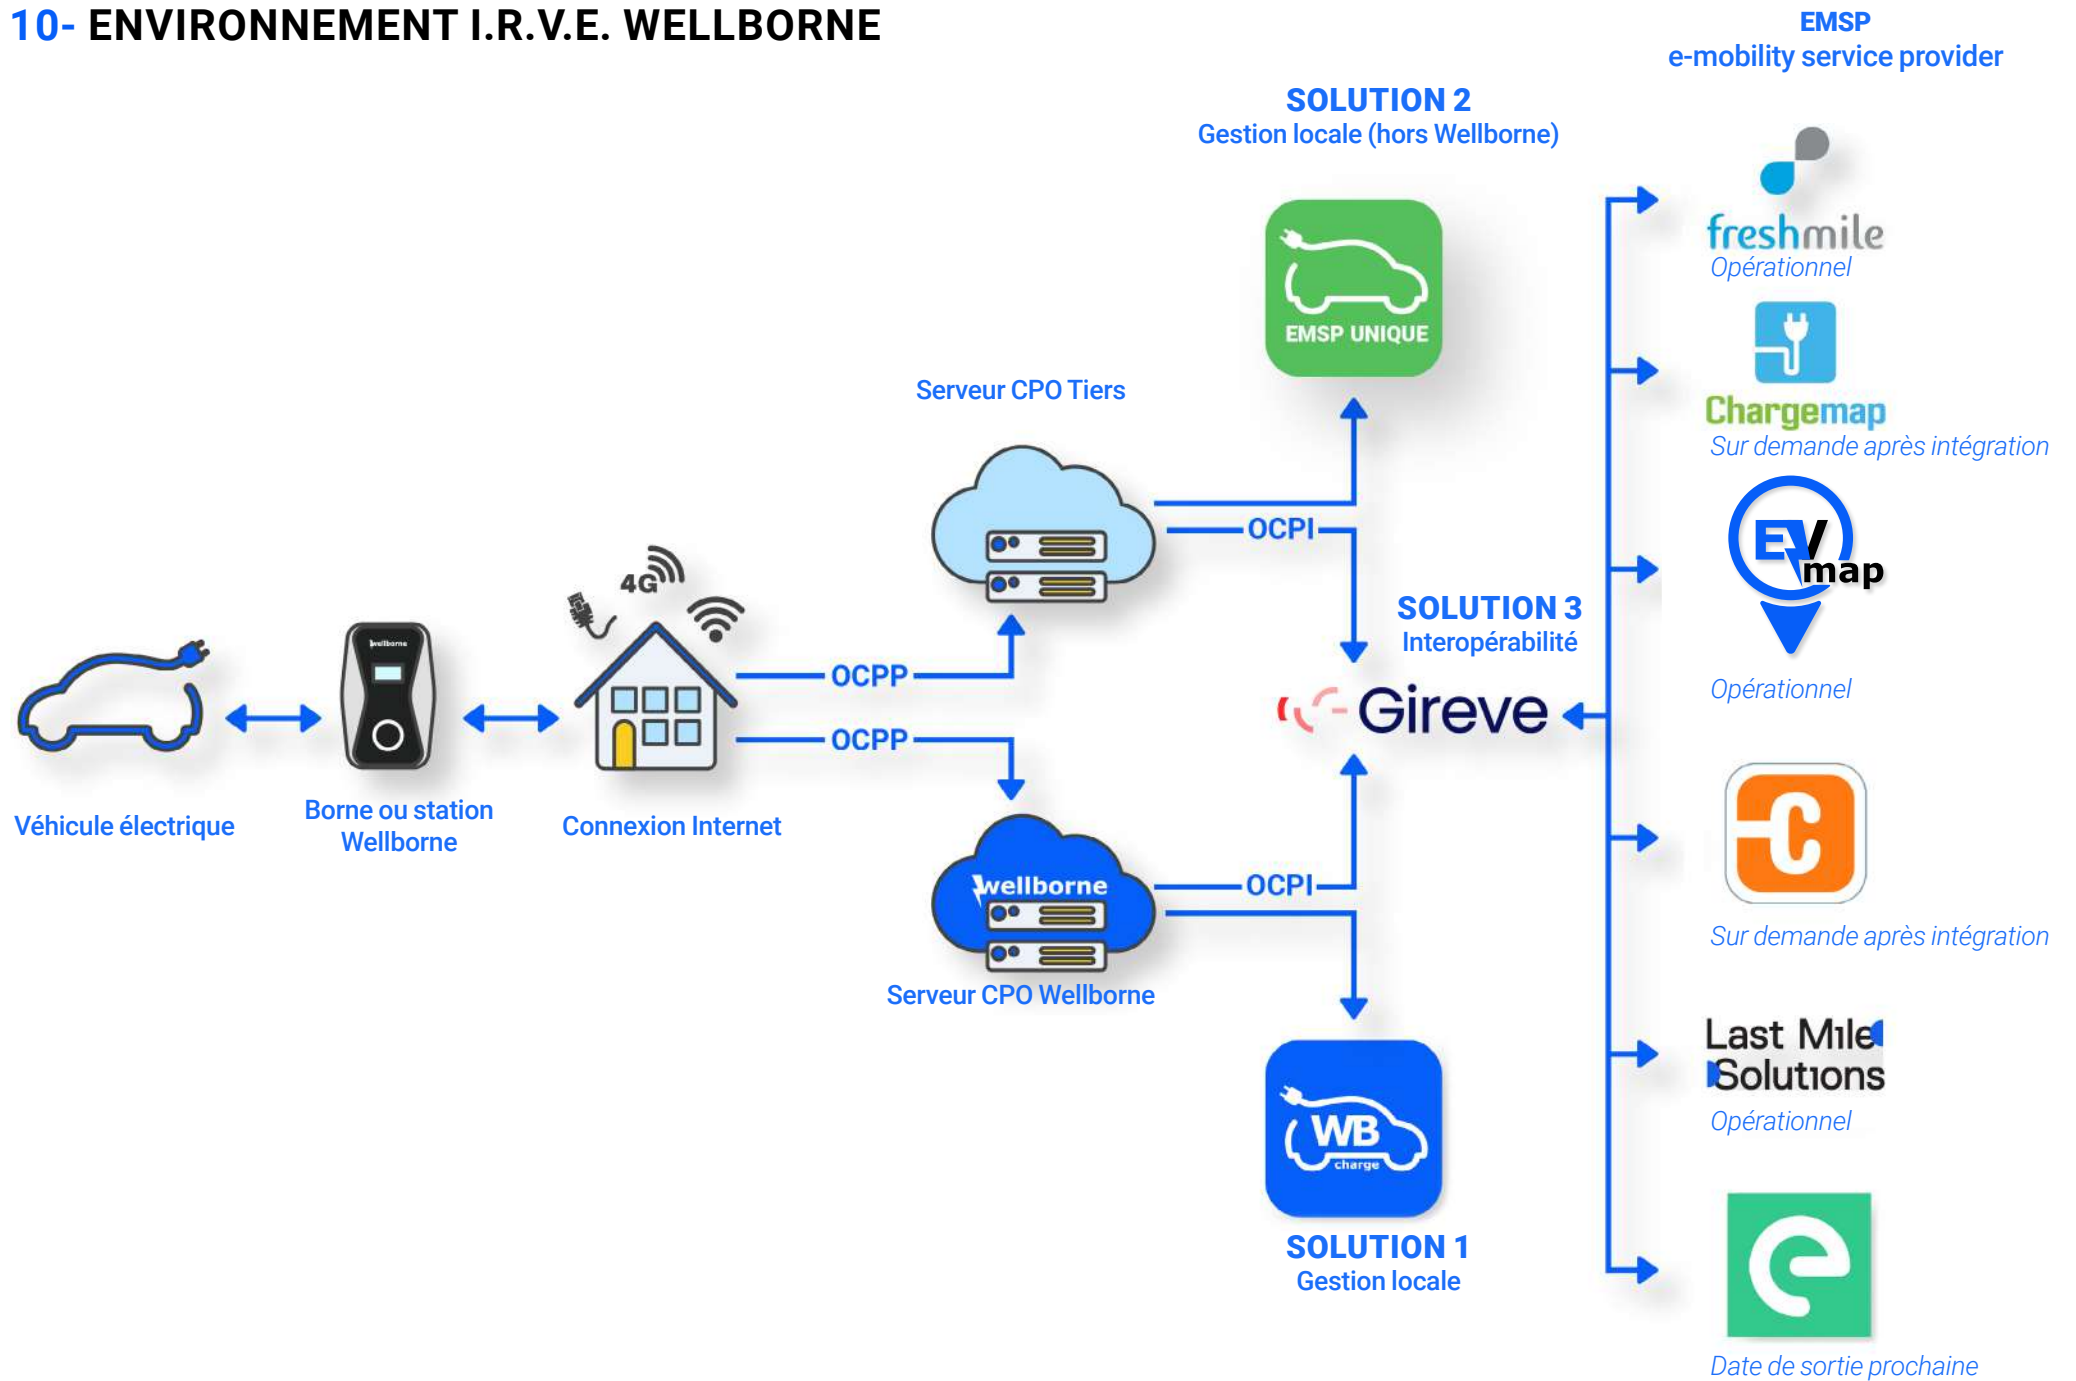 10- ENVIRONNEMENT I.R.V.E. WELLBORNE
EMSP
e-mobility service provider
SOLUTION 2
Gestion locale (hors Wellborne)
EMSP UNIQUE
freshmile
Opérationnel
Chargemap
Sur demande après intégration
EV
map
Opérationnel
Serveur CPO Tiers
OCPI
SOLUTION 3
Interopérabilité
Gireve
4G
wellborne
OCPP
OCPP
Véhicule électrique
Borne ou station
Wellborne
Connexion Internet
wellborne
OCPI
Serveur CPO Wellborne
C
Sur demande après intégration
Last Mile
Solutions
Opérationnel
WB
charge
SOLUTION 1
Gestion locale
e
Date de sortie prochaine